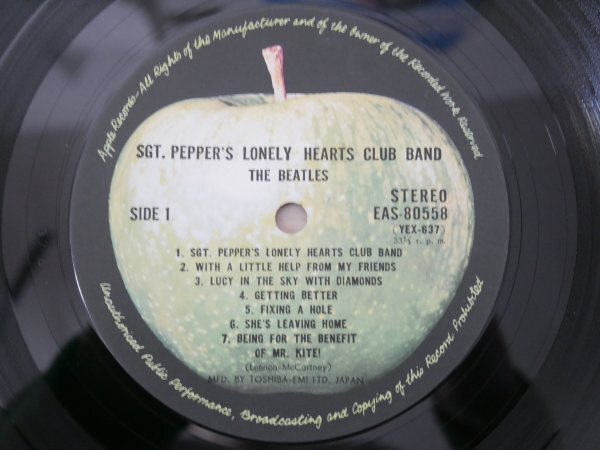 Apple Records-All Rights of the Manufacturer and of the Owner of the Recorded Work Reserved
SGT. PEPPER'S LONELY HEARTS CLUB BAND
THE BEATLES
SIDE 1
STEREO
EAS-80558
(YEX-637)
33⅓ r. p. m.
1. SGT. PEPPER'S LONELY HEARTS CLUB BAND
2. WITH A LITTLE HELP FROM MY FRIENDS
3. LUCY IN THE SKY WITH DIAMONDS
4. GETTING BETTER
5. FIXING A HOLE
6. SHE'S LEAVING HOME
7. BEING FOR THE BENEFIT
OF MR. KITE!
(Lennon-McCartney)
MFD. BY TOSHIBA-EMI LTD, JAPAN
Unauthorised Public Performance, Broadcasting and Copying of this Record Prohibited